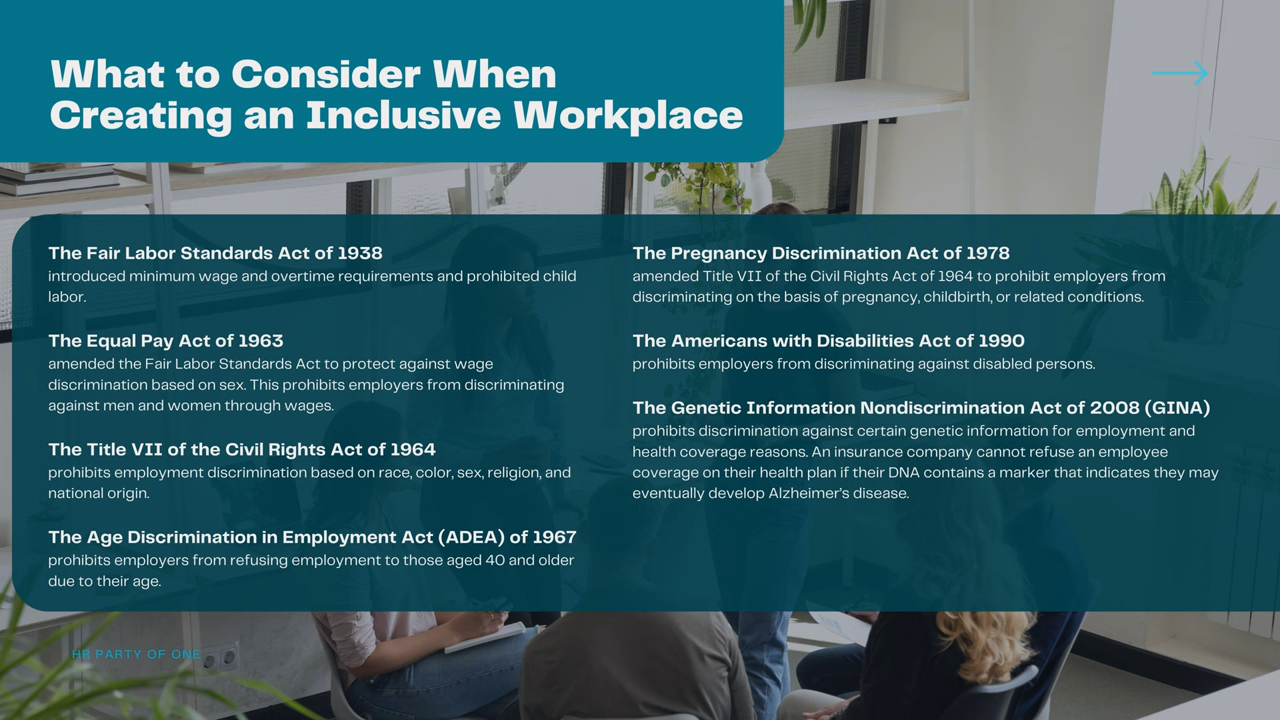 What to Consider When
Creating an Inclusive Workplace
The Fair Labor Standards Act of 1938
introduced minimum wage and overtime requirements and prohibited child
labor.
The Equal Pay Act of 1963
amended the Fair Labor Standards Act to protect against wage
discrimination based on sex. This prohibits employers from discriminating
against men and women through wages.
The Title VII of the Civil Rights Act of 1964
prohibits employment discrimination based on race, color, sex, religion, and
national origin.
The Age Discrimination in Employment Act (ADEA) of 1967
prohibits employers from refusing employment to those aged 40 and older
due to their age.
The Pregnancy Discrimination Act of 1978
amended Title VII of the Civil Rights Act of 1964 to prohibit employers from
discriminating on the basis of pregnancy, childbirth, or related conditions.
The Americans with Disabilities Act of 1990
prohibits employers from discriminating against disabled persons.
The Genetic Information Nondiscrimination Act of 2008 (GINA)
prohibits discrimination against certain genetic information for employment and
health coverage reasons. An insurance company cannot refuse an employee
coverage on their health plan if their DNA contains a marker that indicates they may
eventually develop Alzheimer's disease.
HR PARTY OF ONE